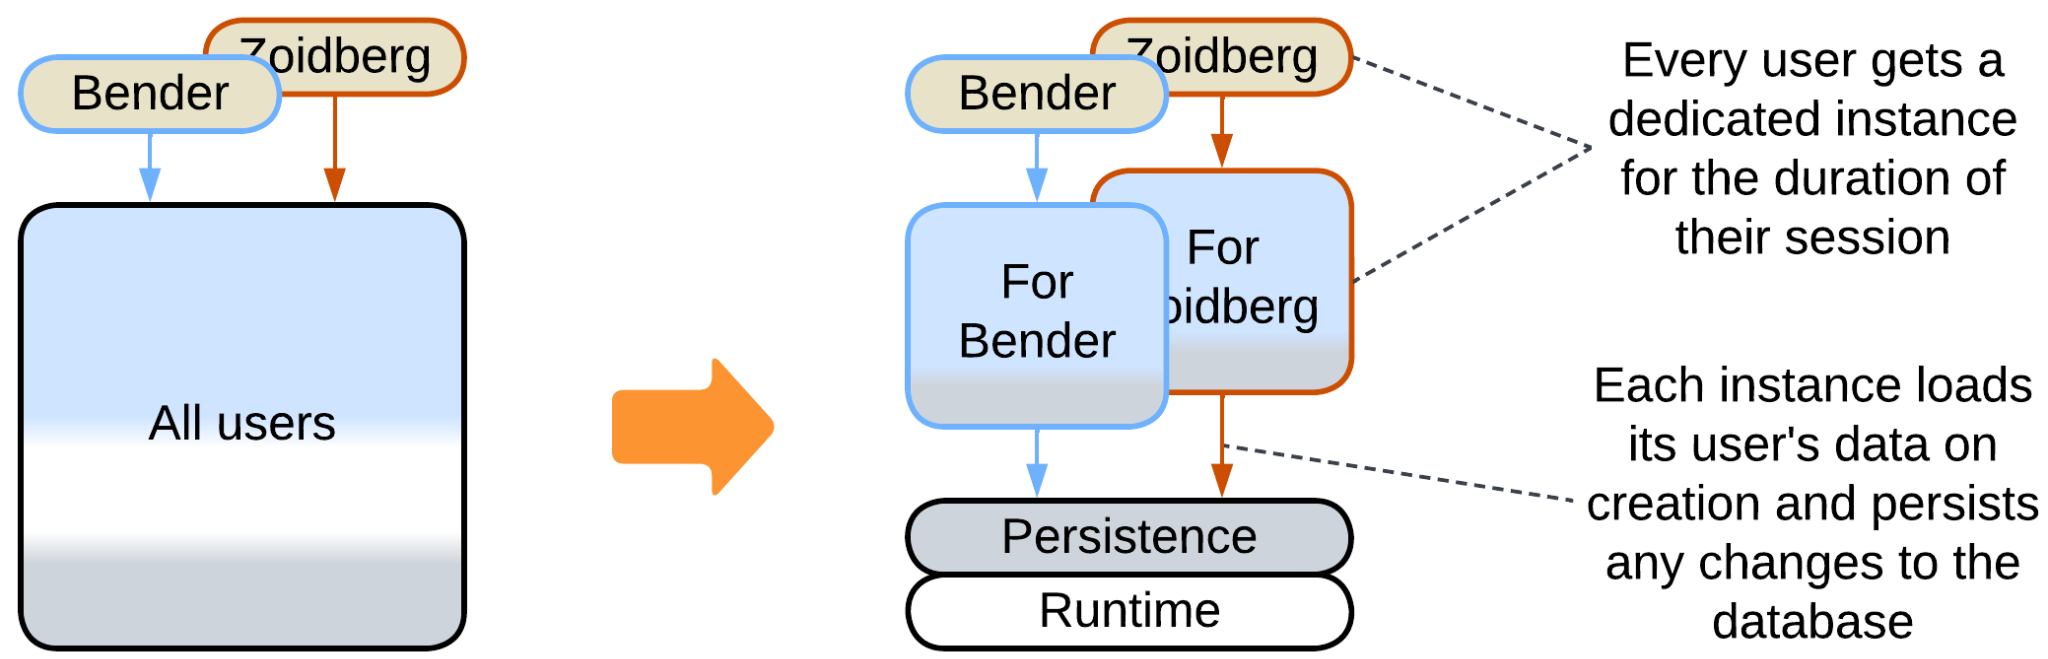 Zoidberg
Bender
All users
Zoidberg
Bender
For
For
Bender
oidberg
Persistence
Runtime
Every user gets a
dedicated instance
for the duration of
their session
Each instance loads
its user's data on
creation and persists
any changes to the
database